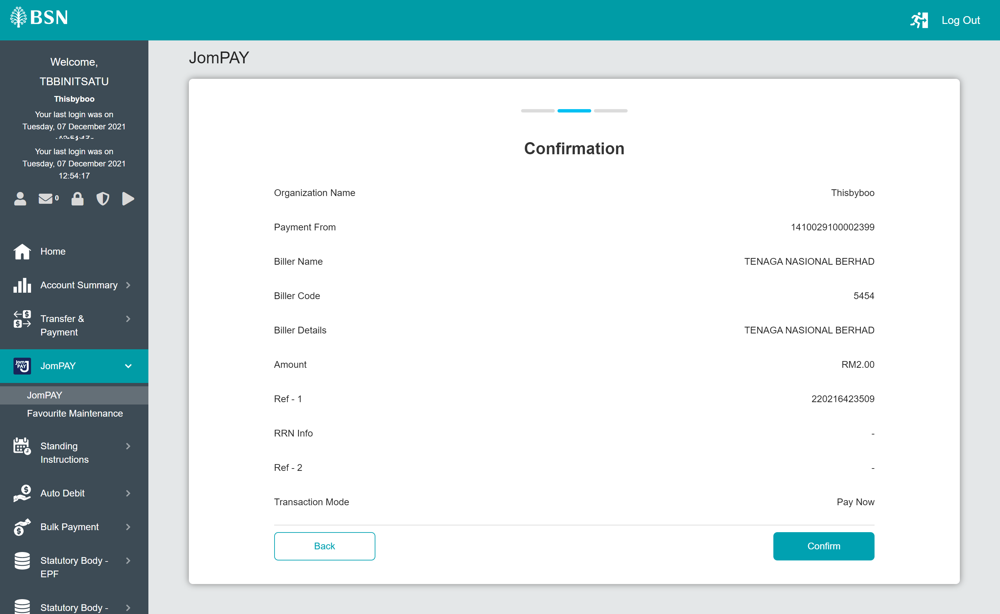 BSN
Log Out
Welcome,
TBBINITSATU
Thisbyboo
Your last login was on
Tuesday, 07 December 2021
Your last login was on
Tuesday, 07 December 2021
12:54:17
0
Home
Account Summary
Transfer &
Payment
Jom
PAY
JomPAY
JomPAY
Favourite Maintenance
Standing
Instructions
Auto Debit
Bulk Payment
Statutory Body -
EPF
Statutory Body -
JomPAY
Confirmation
Organization Name Thisbyboo
Payment From 1410029100002399
Biller Name TENAGA NASIONAL BERHAD
Biller Code 5454
Biller Details TENAGA NASIONAL BERHAD
Amount RM2.00
Ref - 1 220216423509
RRN Info -
Ref - 2 -
Transaction Mode Pay Now
Back Confirm